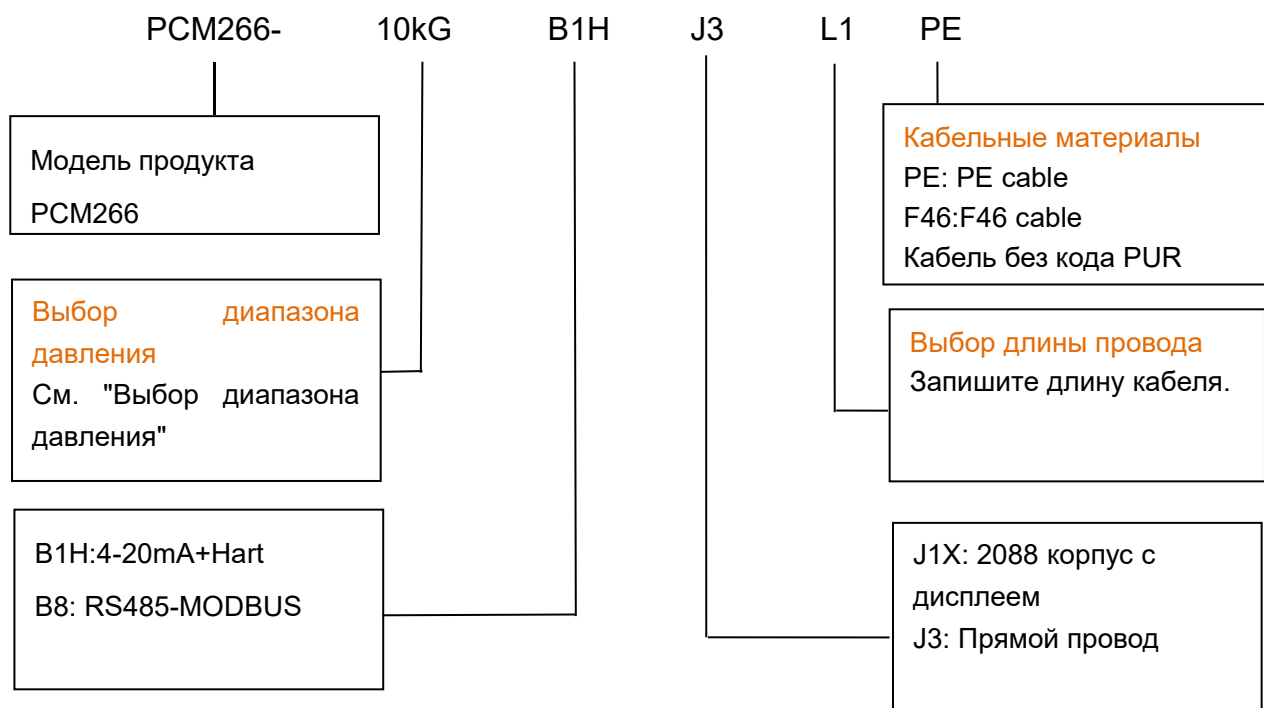 PCM266- 10kG B1H J3 L1 PE
Модель продукта
PCM266
Выбор диапазона
давления
См. "Выбор диапазона
давления"
B1H:4-20mA+Hart
B8: RS485-MODBUS
Кабельные материалы
PE: PE cable
F46:F46 cable
Кабель без кода PUR
Выбор длины провода
Запишите длину кабеля.
J1X: 2088 корпус с
дисплеем
J3: Прямой провод